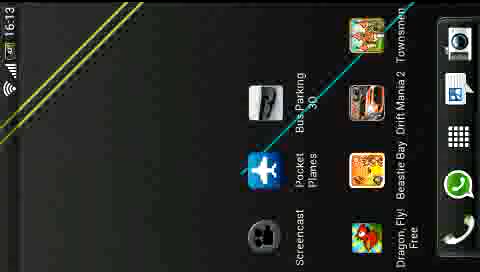 16:13
Screencast
Pocket
Planes
Bus Parking
3D
Dragon, Fly!
Free
Beastie Bay
Drift Mania 2
Townsmen